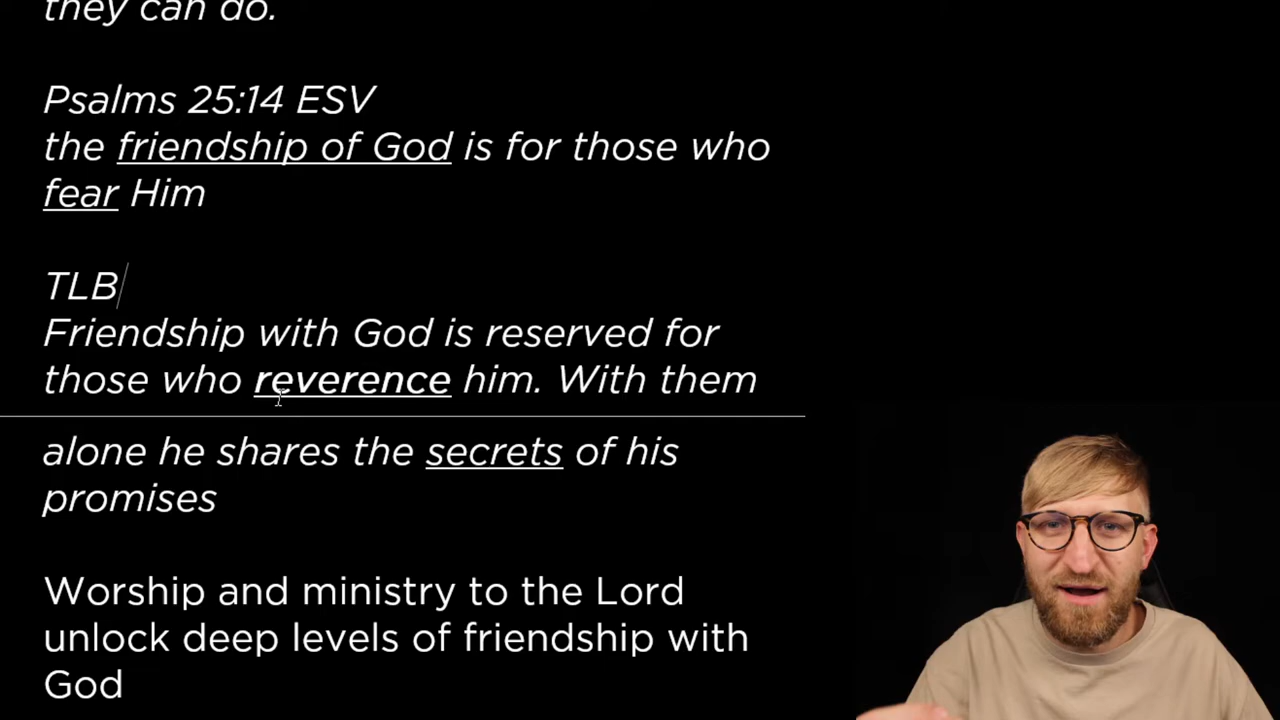 they can do.
Psalms 25:14 ESV
the friendship of God is for those who
fear Him
TLB
Friendship with God is reserved for
those who reverence him. With them
alone he shares the secrets of his
promises
Worship and ministry to the Lord
unlock deep levels of friendship with
God